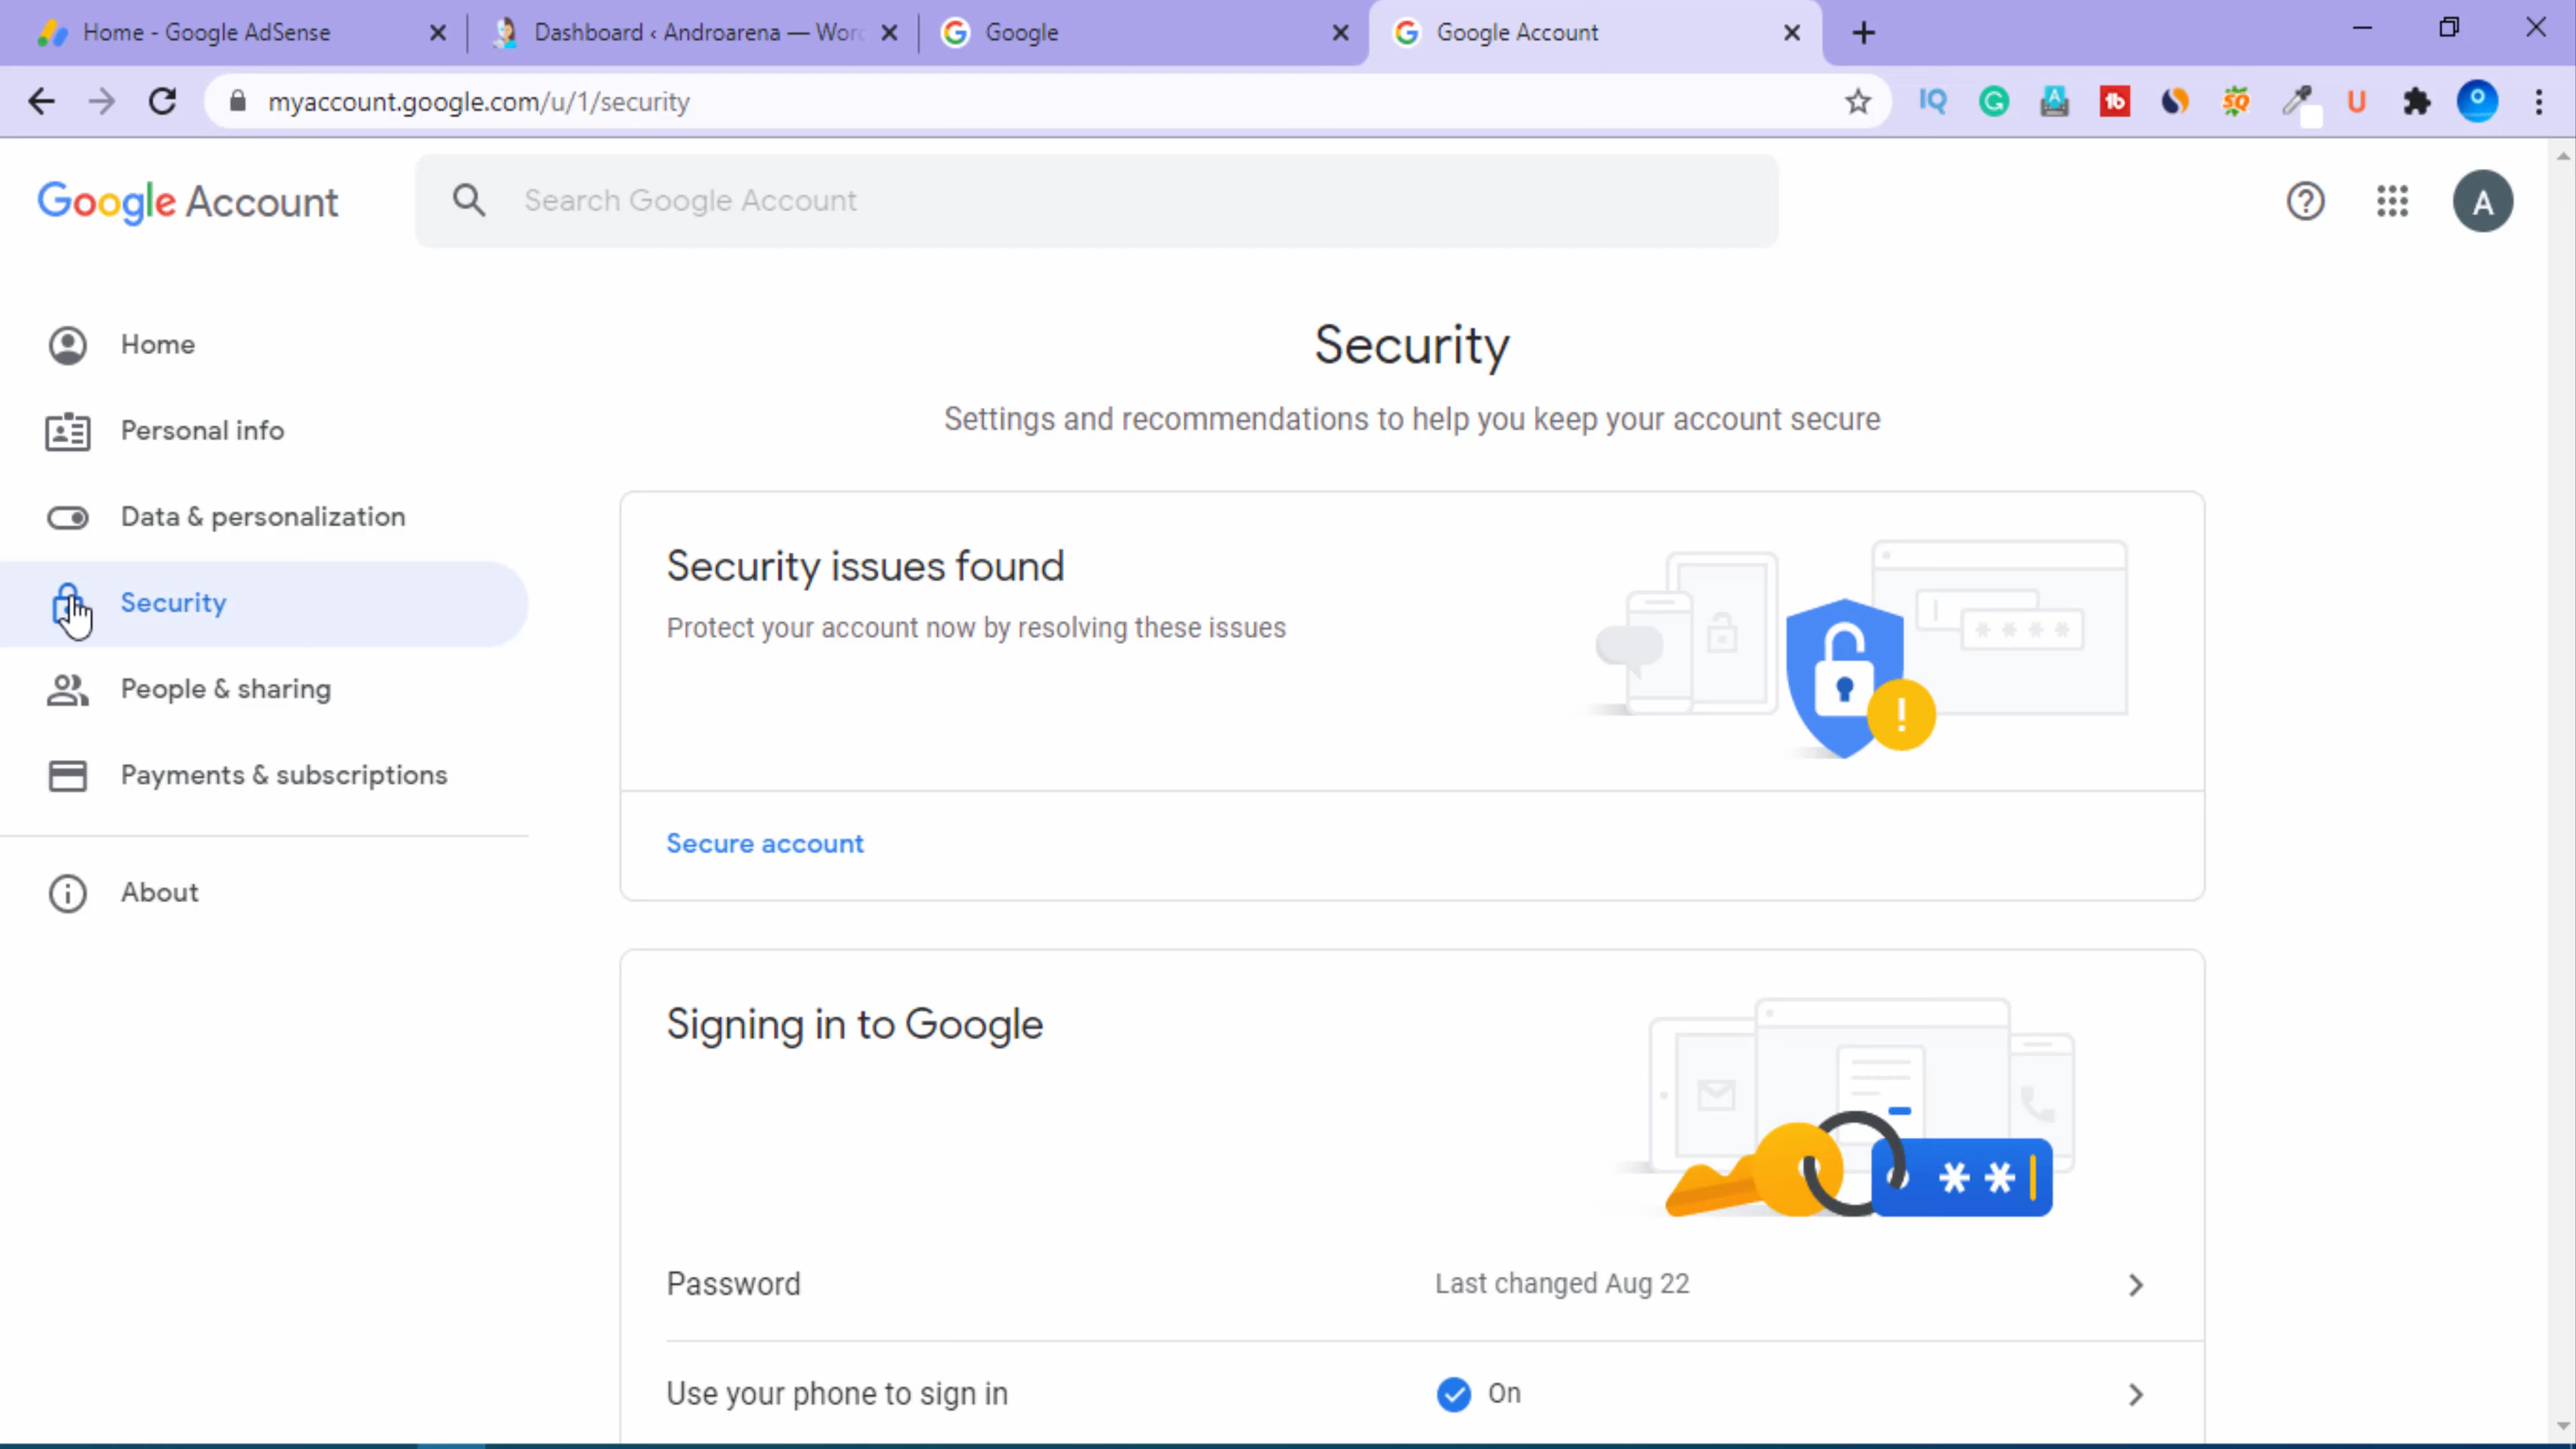 Home - Google AdSense
Dashboard ‹ Androarena — Wor
Google
Google Account
myaccount.google.com/u/1/security
Google Account
Search Google Account
A
Home
Personal info
Data & personalization
Security
People & sharing
Payments & subscriptions
About
Security
Settings and recommendations to help you keep your account secure
Security issues found
Protect your account now by resolving these issues
Secure account
Signing in to Google
Password
Last changed Aug 22
Use your phone to sign in
On